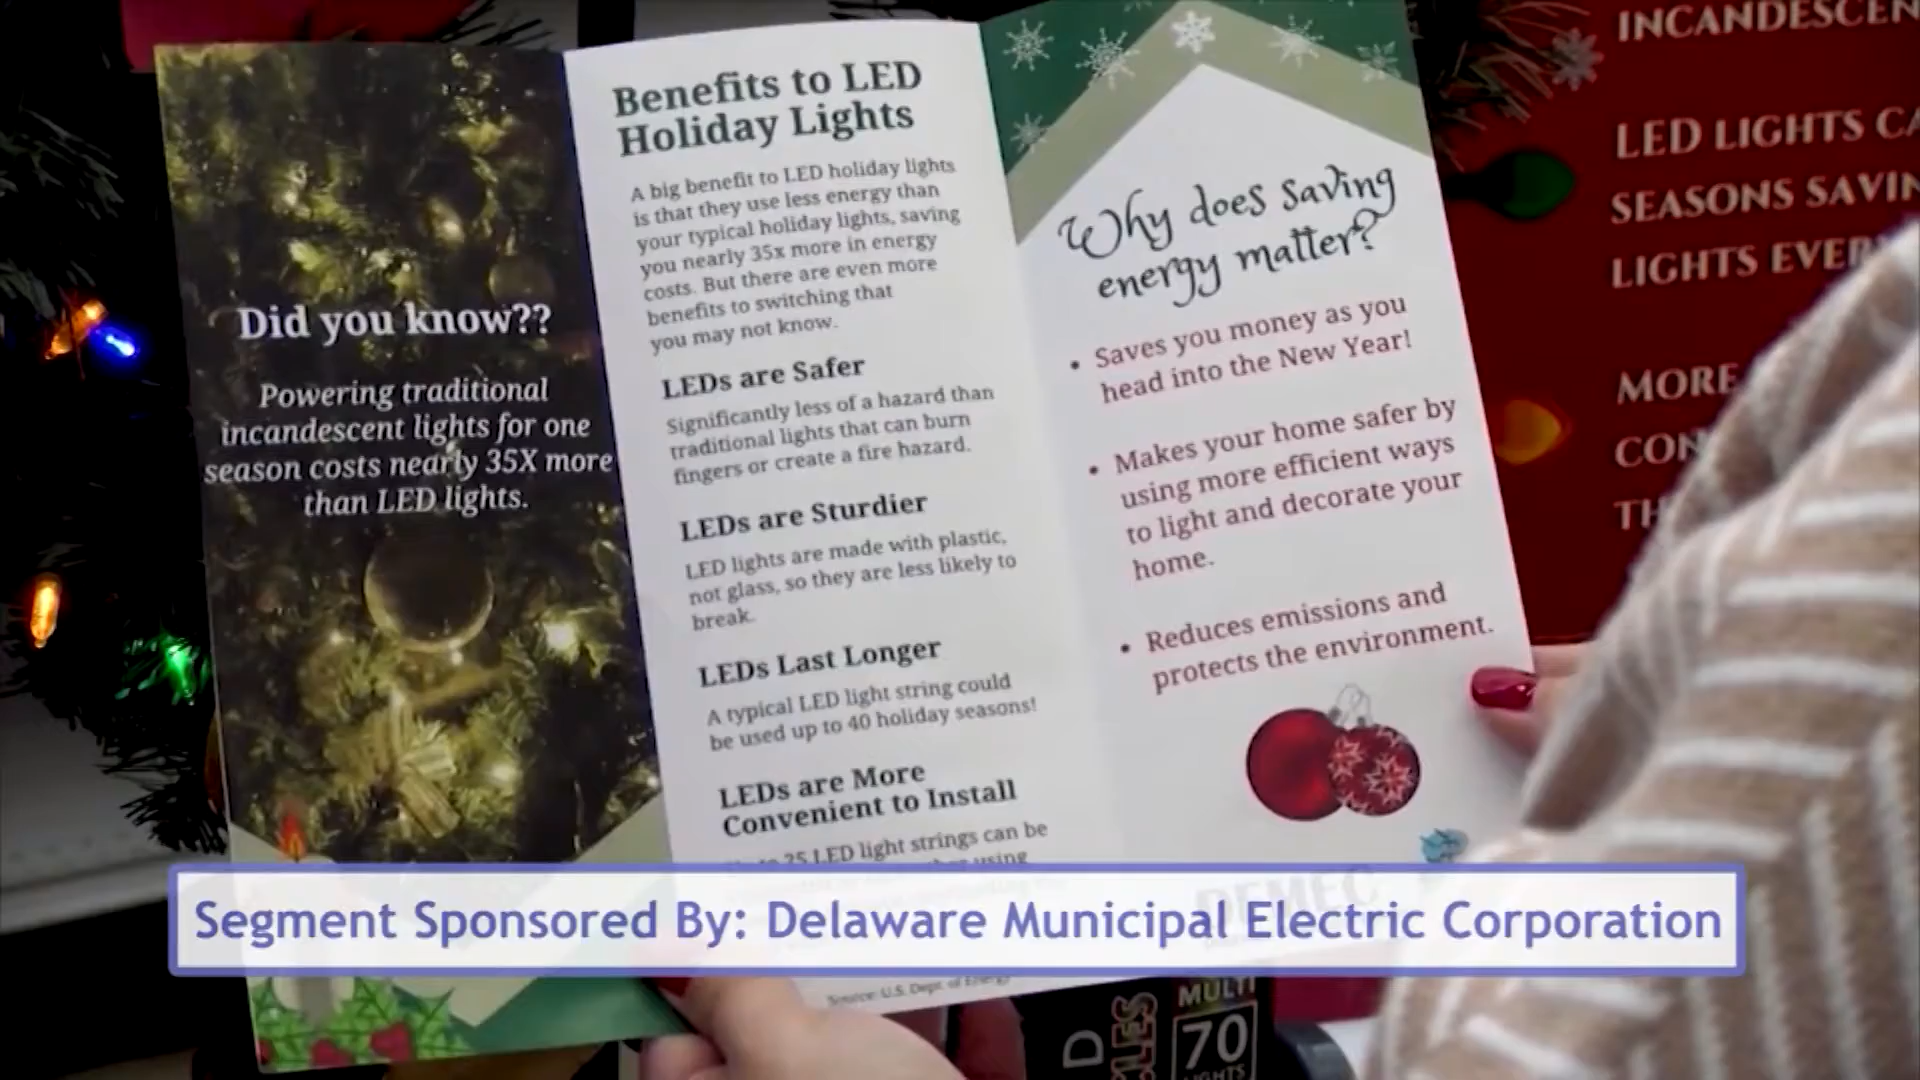 Did you know??
Powering traditional
incandescent lights for one
season costs nearly 35X more
than LED lights.
Benefits to LED
Holiday Lights
A big benefit to LED holiday lights
is that they use less energy than
your typical holiday lights, saving
you nearly 35x more in energy
costs. But there are even more
benefits to switching that
you may not know.
LEDs are Safer
Significantly less of a hazard than
traditional lights that can burn
fingers or create a fire hazard.
LEDs are Sturdier
LED lights are made with plastic,
not glass, so they are less likely to
break.
LEDs Last Longer
A typical LED light string could
be used up to 40 holiday seasons!
LEDs are More
Convenient to Install
25 LED light strings can be
using
Source: U.S. Dept. of Energy
Why does saving
energy matter?
• Saves you money as you
head into the New Year!
• Makes your home safer by
using more efficient ways
to light and decorate your
home.
• Reduces emissions and
protects the environment.
DEMEC
INCANDESCEN
LED LIGHTS CA
SEASONS SAVIN
LIGHTS EVER
MORE
CON
TH
MULTI
70
LIGHTS
Segment Sponsored By: Delaware Municipal Electric Corporation